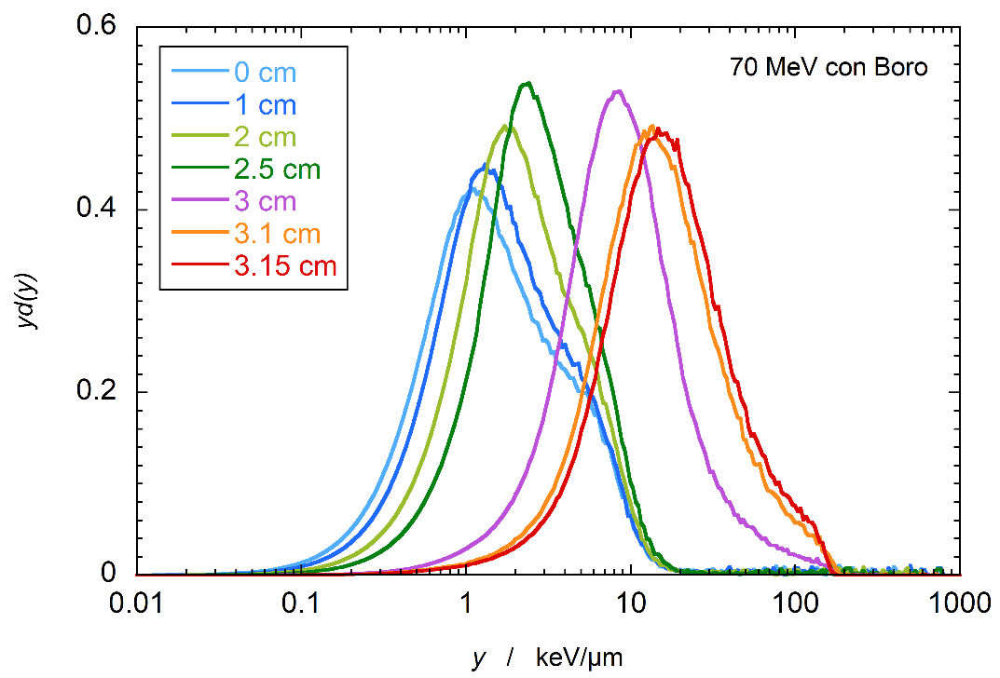 0.6
70 MeV con Boro
0 cm
1 cm
2 cm
2.5 cm
3 cm
3.1 cm
3.15 cm
0.4
yd(y)
0.2
0
0.01 0.1 1 10 100 1000
y / keV/µm